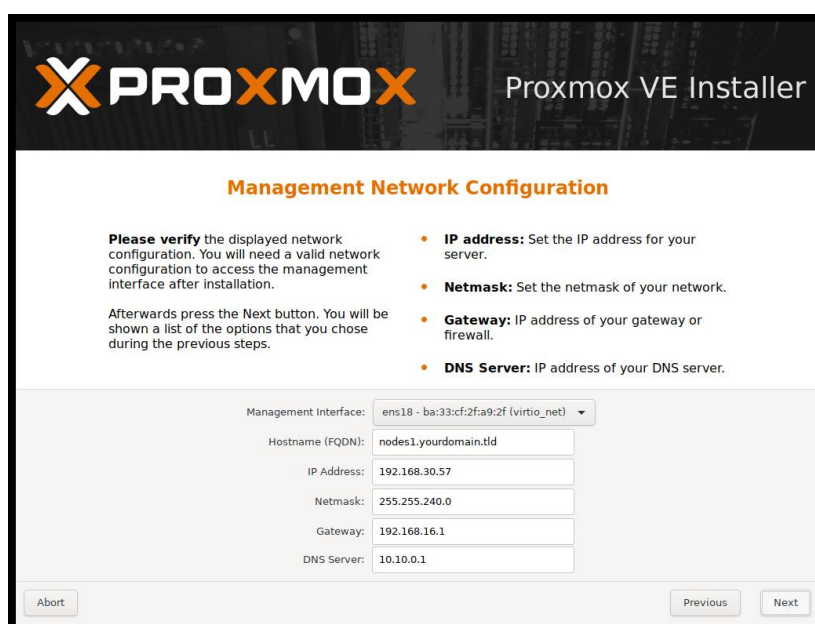 PROXMOX
Proxmox VE Installer
Management Network Configuration
Please verify the displayed network
configuration. You will need a valid network
configuration to access the management
interface after installation.
Afterwards press the Next button. You will be
shown a list of the options that you chose
during the previous steps.
• IP address: Set the IP address for your
server.
• Netmask: Set the netmask of your network.
• Gateway: IP address of your gateway or
firewall.
• DNS Server: IP address of your DNS server.
Management Interface: ens18 - ba:33:cf:2f:a9:2f (virtio_net)
Hostname (FQDN): nodes1.yourdomain.tld
IP Address: 192.168.30.57
Netmask: 255.255.240.0
Gateway: 192.168.16.1
DNS Server: 10.10.0.1
Abort Previous Next